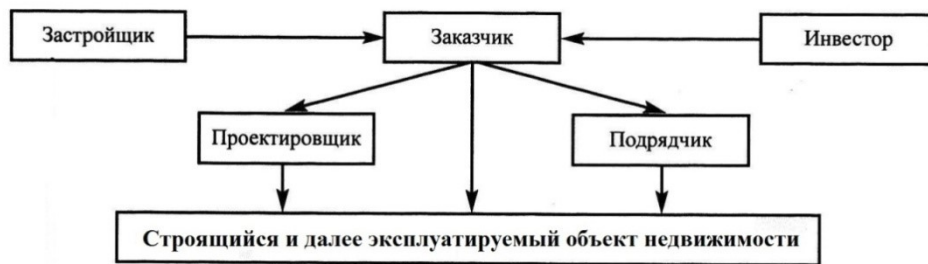 Застройщик
Заказчик
Инвестор
Проектировщик
Подрядчик
Строящийся и далее эксплуатируемый объект недвижимости